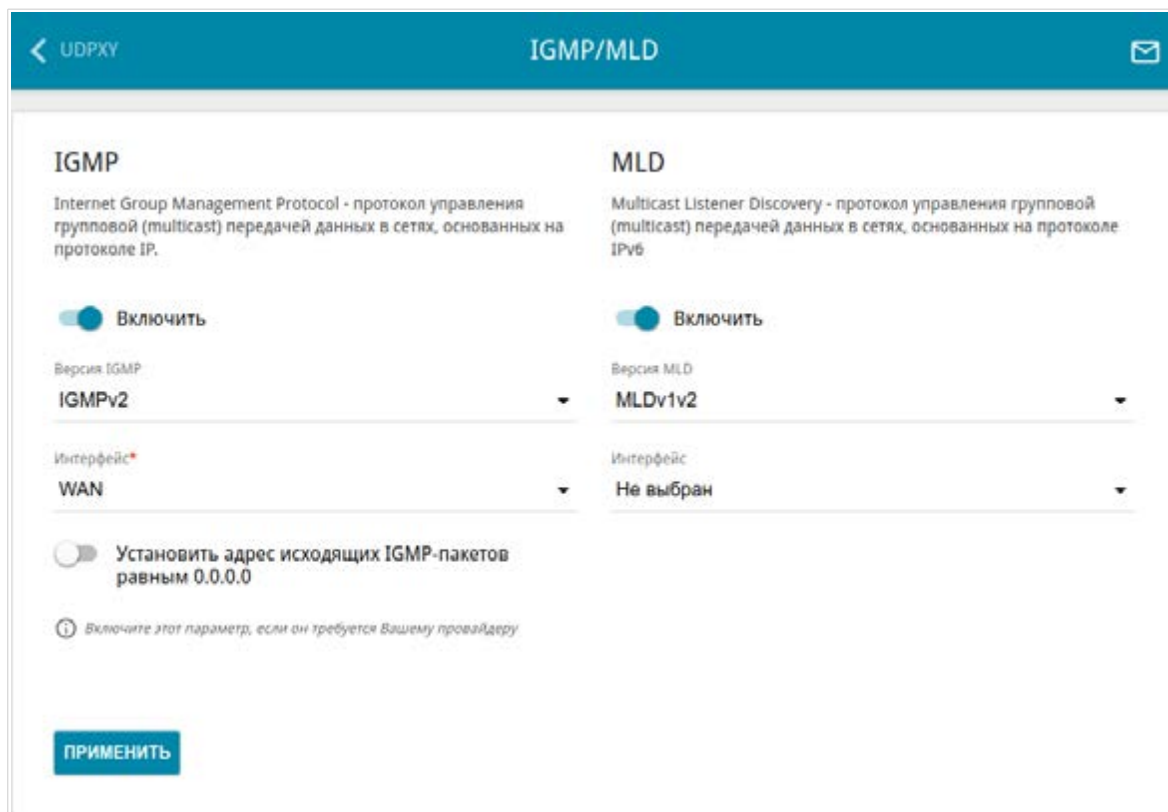 UDPXY
IGMP/MLD
IGMP
Internet Group Management Protocol - протокол управления
групповой (multicast) передачей данных в сетях, основанных на
протоколе IP.
Включить
Версия IGMP
IGMPv2
Интерфейс*
WAN
Установить адрес исходящих IGMP-пакетов
равным 0.0.0.0
Включите этот параметр, если он требуется Вашему провайдеру
MLD
Multicast Listener Discovery - протокол управления групповой
(multicast) передачей данных в сетях, основанных на протоколе
IPv6
Включить
Версия MLD
MLDv1v2
Интерфейс
Не выбран
ПРИМЕНИТЬ